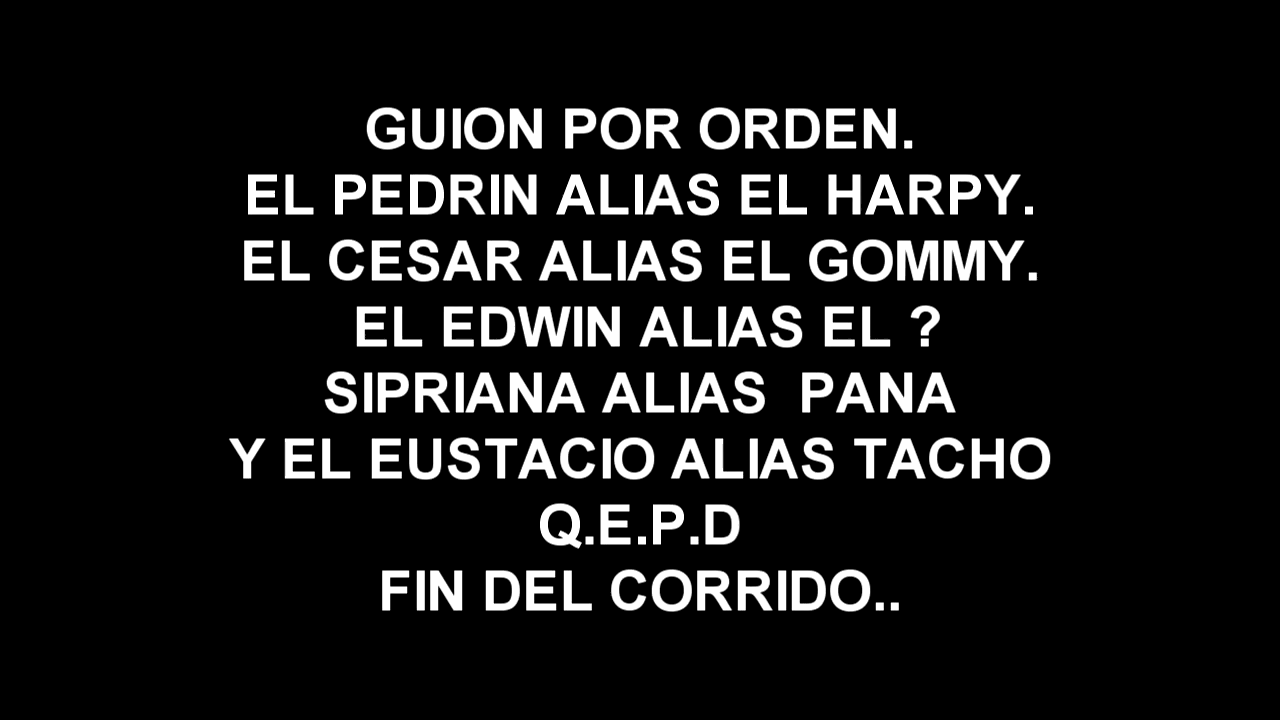 GUION POR ORDEN.
EL PEDRIN ALIAS EL HARPY.
EL CESAR ALIAS EL GOMMY.
EL EDWIN ALIAS EL ?
SIPRIANA ALIAS  PANA
Y EL EUSTACIO ALIAS TACHO
Q.E.P.D
FIN DEL CORRIDO..